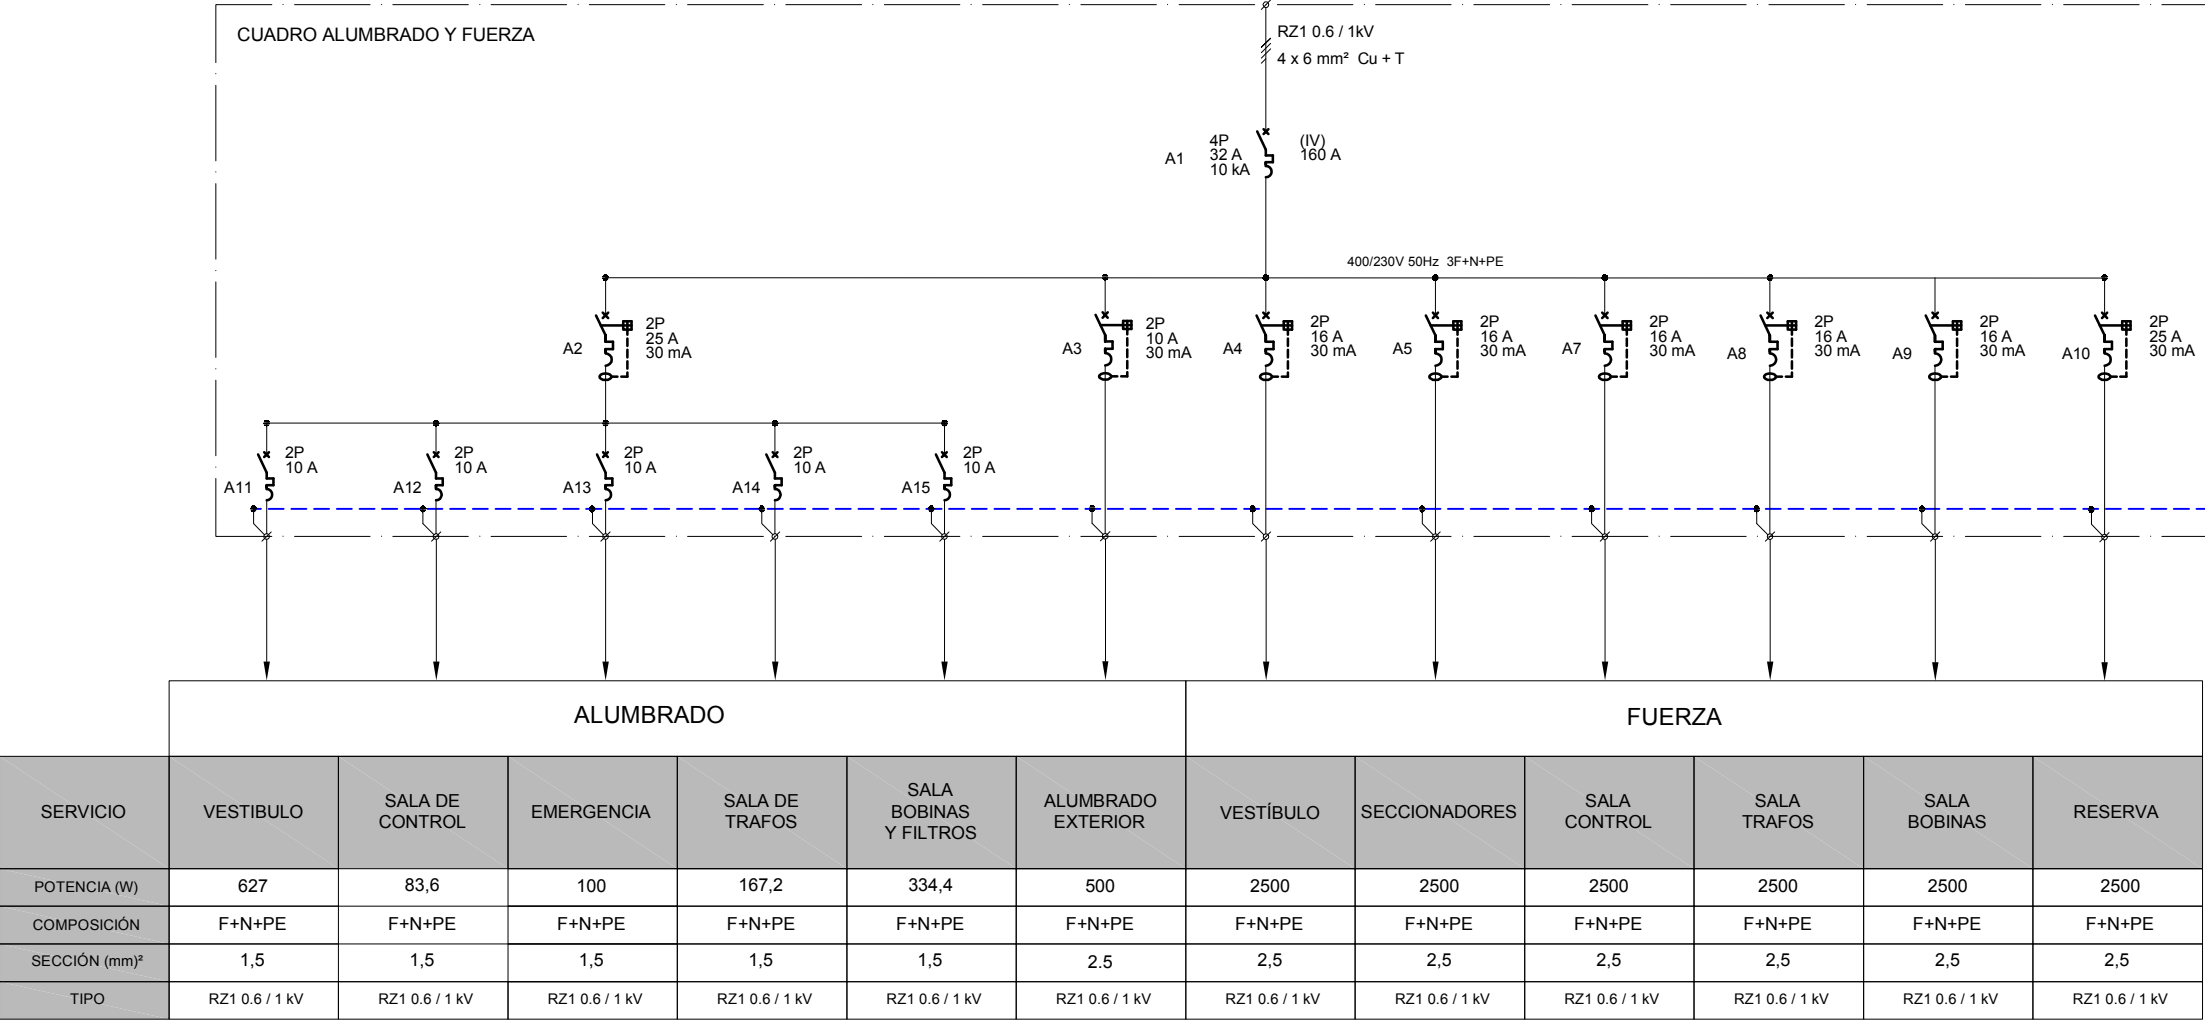 CUADRO ALUMBRADO Y FUERZA
RZ1 0.6 / 1kV
4 x 6 mm² Cu + T
A1
4P
32 A
10 kA
(IV)
160 A
400/230V 50Hz 3F+N+PE
A2
2P
25 A
30 mA
A3
2P
10 A
30 mA
A4
2P
16 A
30 mA
A5
2P
16 A
30 mA
A7
2P
16 A
30 mA
A8
2P
16 A
30 mA
A9
2P
16 A
30 mA
A10
2P
25 A
30 mA
A11
2P
10 A
A12
2P
10 A
A13
2P
10 A
A14
2P
10 A
A15
2P
10 A
ALUMBRADO
FUERZA
SERVICIO
VESTIBULO
SALA DE
CONTROL
EMERGENCIA
SALA DE
TRAFOS
SALA
BOBINAS
Y FILTROS
ALUMBRADO
EXTERIOR
VESTÍBULO
SECCIONADORES
SALA
CONTROL
SALA
TRAFOS
SALA
BOBINAS
RESERVA
POTENCIA (W) 627 83,6 100 167,2 334,4 500 2500 2500 2500 2500 2500 2500
COMPOSICIÓN F+N+PE F+N+PE F+N+PE F+N+PE F+N+PE F+N+PE F+N+PE F+N+PE F+N+PE F+N+PE F+N+PE F+N+PE
SECCIÓN (mm)² 1,5 1,5 1,5 1,5 1,5 2.5 2,5 2,5 2,5 2,5 2,5 2,5
TIPO RZ1 0.6 / 1 kV RZ1 0.6 / 1 kV RZ1 0.6 / 1 kV RZ1 0.6 / 1 kV RZ1 0.6 / 1 kV RZ1 0.6 / 1 kV RZ1 0.6 / 1 kV RZ1 0.6 / 1 kV RZ1 0.6 / 1 kV RZ1 0.6 / 1 kV RZ1 0.6 / 1 kV RZ1 0.6 / 1 kV